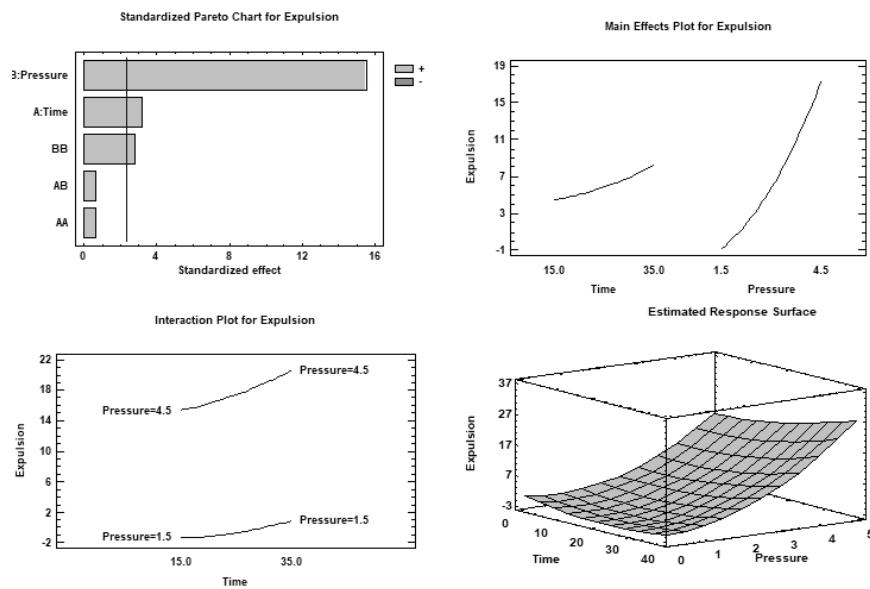 Standardized Pareto Chart for Expulsion
B:Pressure
A:Time
BB
AB
AA
+
-
0 4 8 12 16
Standardized effect
Main Effects Plot for Expulsion
Expulsion
19
15
11
7
3
-1
15.0 35.0 1.5 4.5
Time Pressure
Interaction Plot for Expulsion
Expulsion
22
18
14
10
6
2
-2
Pressure=4.5
Pressure=4.5
Pressure=1.5
Pressure=1.5
15.0 35.0
Time
Estimated Response Surface
Expulsion
37
27
17
7
-3
0 10 20 30 40
Time
0 1 2 3 4 5
Pressure